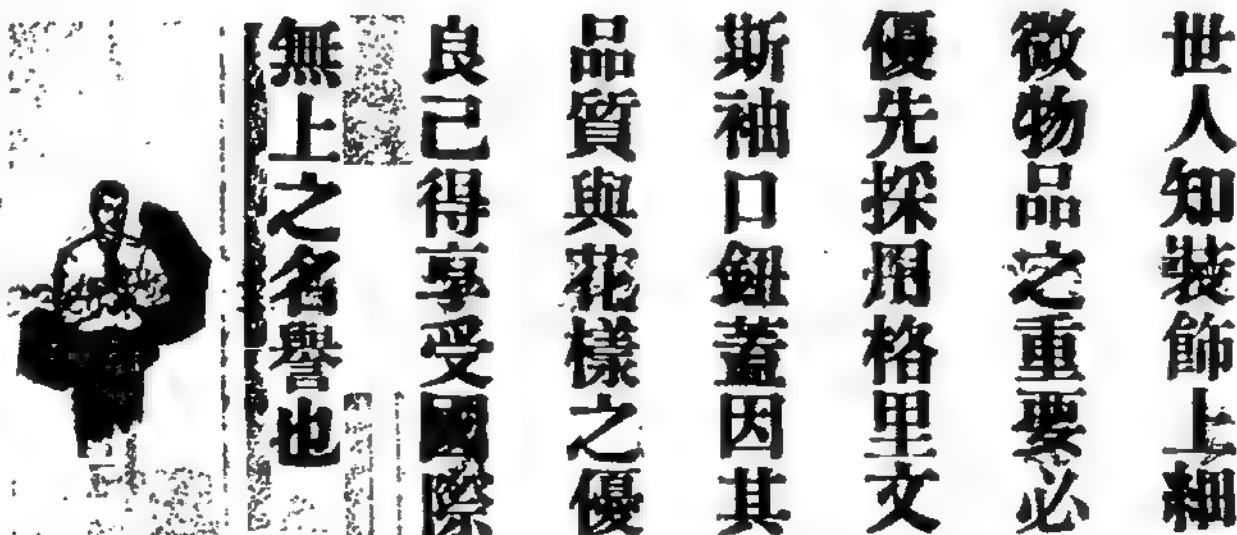 世人知裝飾上細
微物品之重要必
優先採用格里文
斯袖口鈕蓋因其
品質與花樣之優
良己得享受國際
無上之名譽也